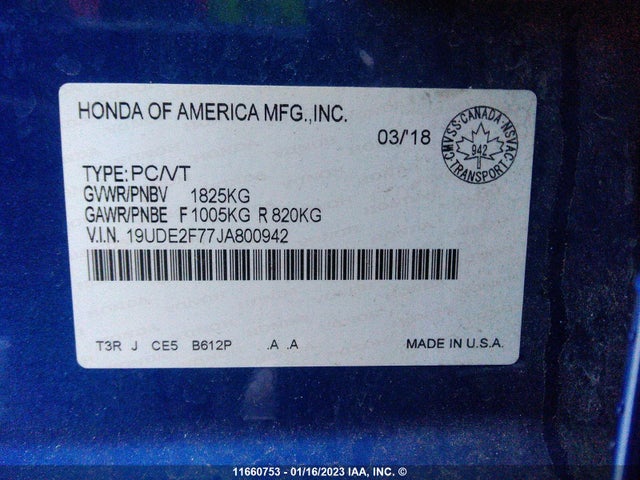 HONDA OF AMERICA MFG.,INC.
03/'18
CMVSS·CANADA·NSVAC
942
TRANSPORT
TYPE:PC/VT
GVWR/PNBV 1825KG
GAWR/PNBE F 1005KG R 820KG
V.I.N. 19UDE2F77JA800942
T3R J CE5 B612P .A .A MADE IN U.S.A.
11660753 - 01/16/2023 IAA, INC. ©